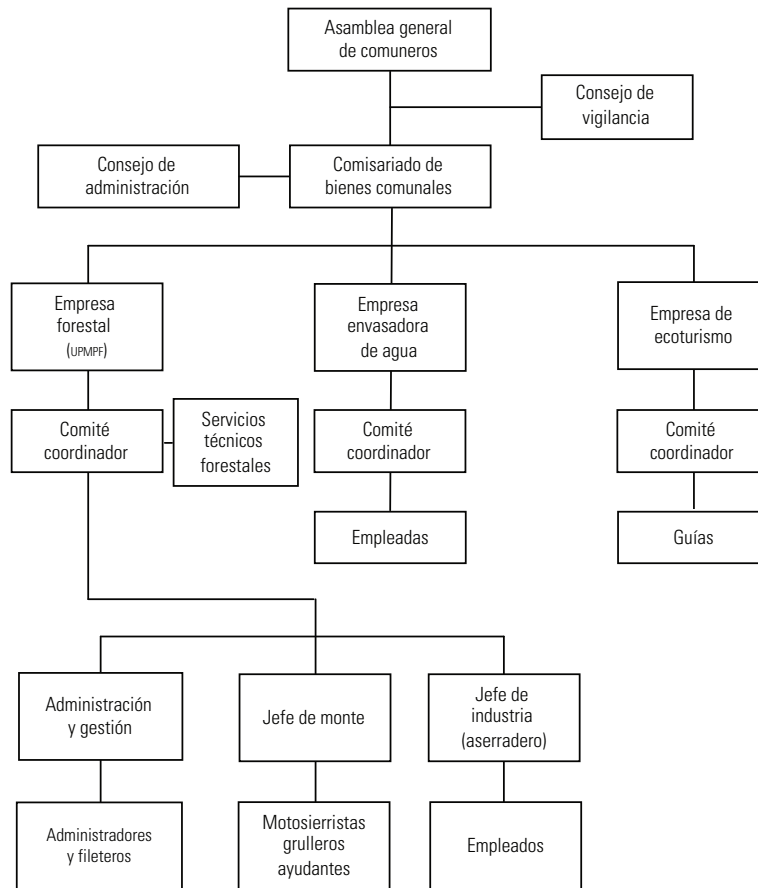 Asamblea general
de comuneros
Consejo de
vigilancia
Consejo de
administración
Comisariado de
bienes comunales
Empresa
forestal
(UPMPF)
Empresa
envasadora
de agua
Empresa de
ecoturismo
Comité
coordinador
Servicios
técnicos
forestales
Comité
coordinador
Comité
coordinador
Empleadas
Guías
Administración
y gestión
Jefe de monte
Jefe de
industria
(aserradero)
Administradores
y fileteros
Motosierristas
grulleros
ayudantes
Empleados